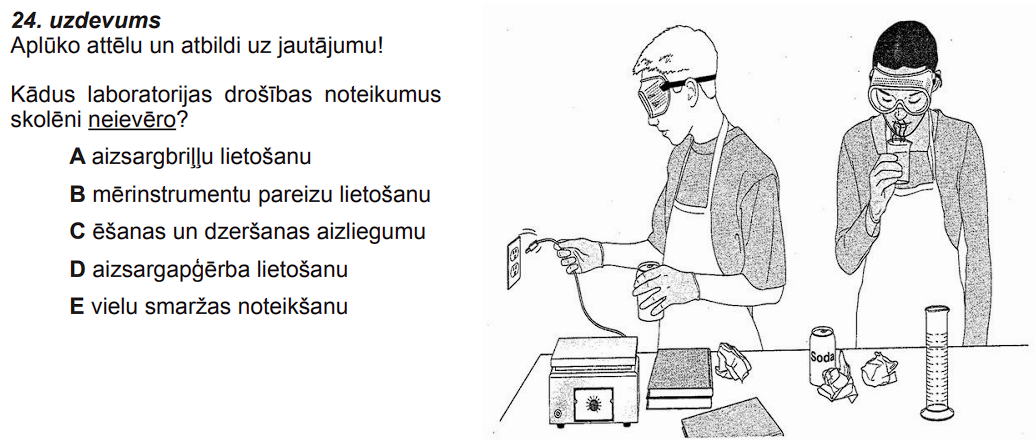 24. uzdevums
Aplūko attēlu un atbildi uz jautājumu!
Kādus laboratorijas drošības noteikumus
skolēni neievēro?
A aizsargbriļļu lietošanu
B mērinstrumentu pareizu lietošanu
C ēšanas un dzeršanas aizliegumu
D aizsargapģērba lietošanu
E vielu smaržas noteikšanu
Soda